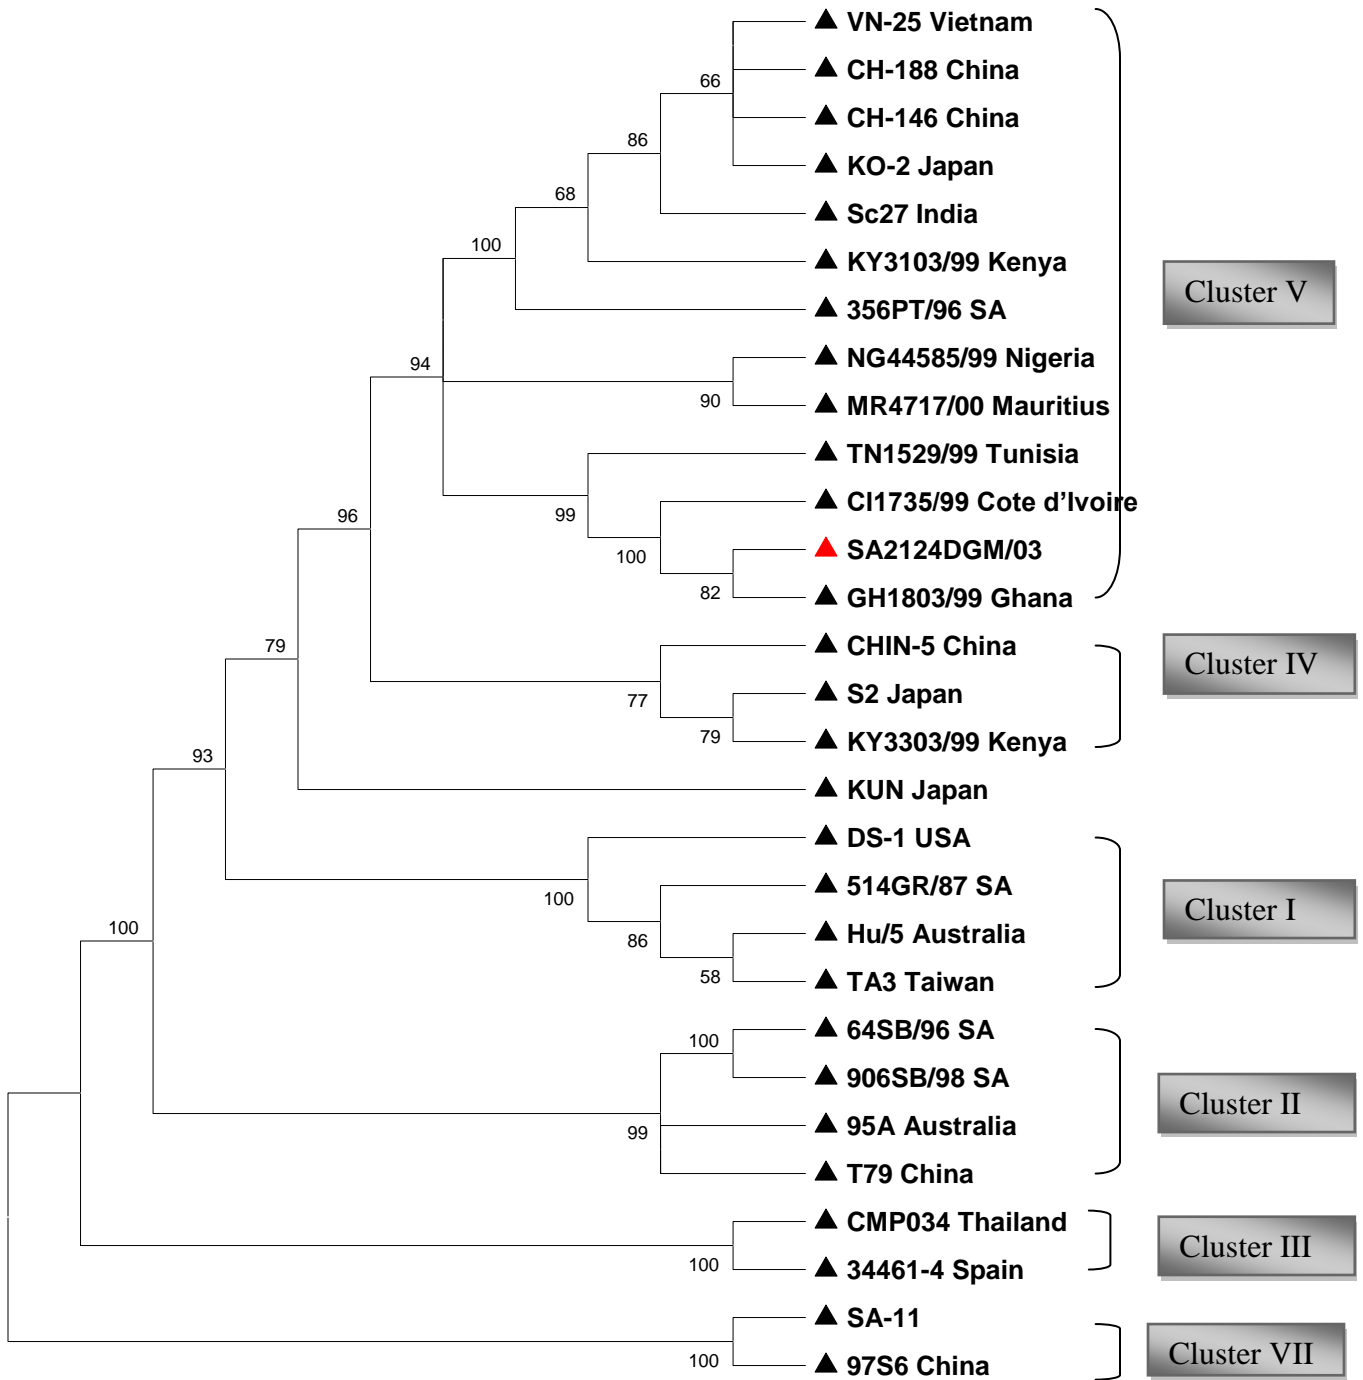 VN-25 Vietnam
CH-188 China
66
CH-146 China
86
KO-2 Japan
68
Sc27 India
100
KY3103/99 Kenya
Cluster V
356PT/96 SA
94
NG44585/99 Nigeria
90
MR4717/00 Mauritius
TN1529/99 Tunisia
96
99
CI1735/99 Cote d’Ivoire
100
SA2124DGM/03
82
GH1803/99 Ghana
79
CHIN-5 China
Cluster IV
77
S2 Japan
79
KY3303/99 Kenya
93
KUN Japan
DS-1 USA
100
514GR/87 SA
Cluster I
100
86
Hu/5 Australia
58
TA3 Taiwan
100
64SB/96 SA
906SB/98 SA
Cluster II
99
95A Australia
T79 China
CMP034 Thailand
Cluster III
100
34461-4 Spain
SA-11
100
97S6 China
Cluster VII